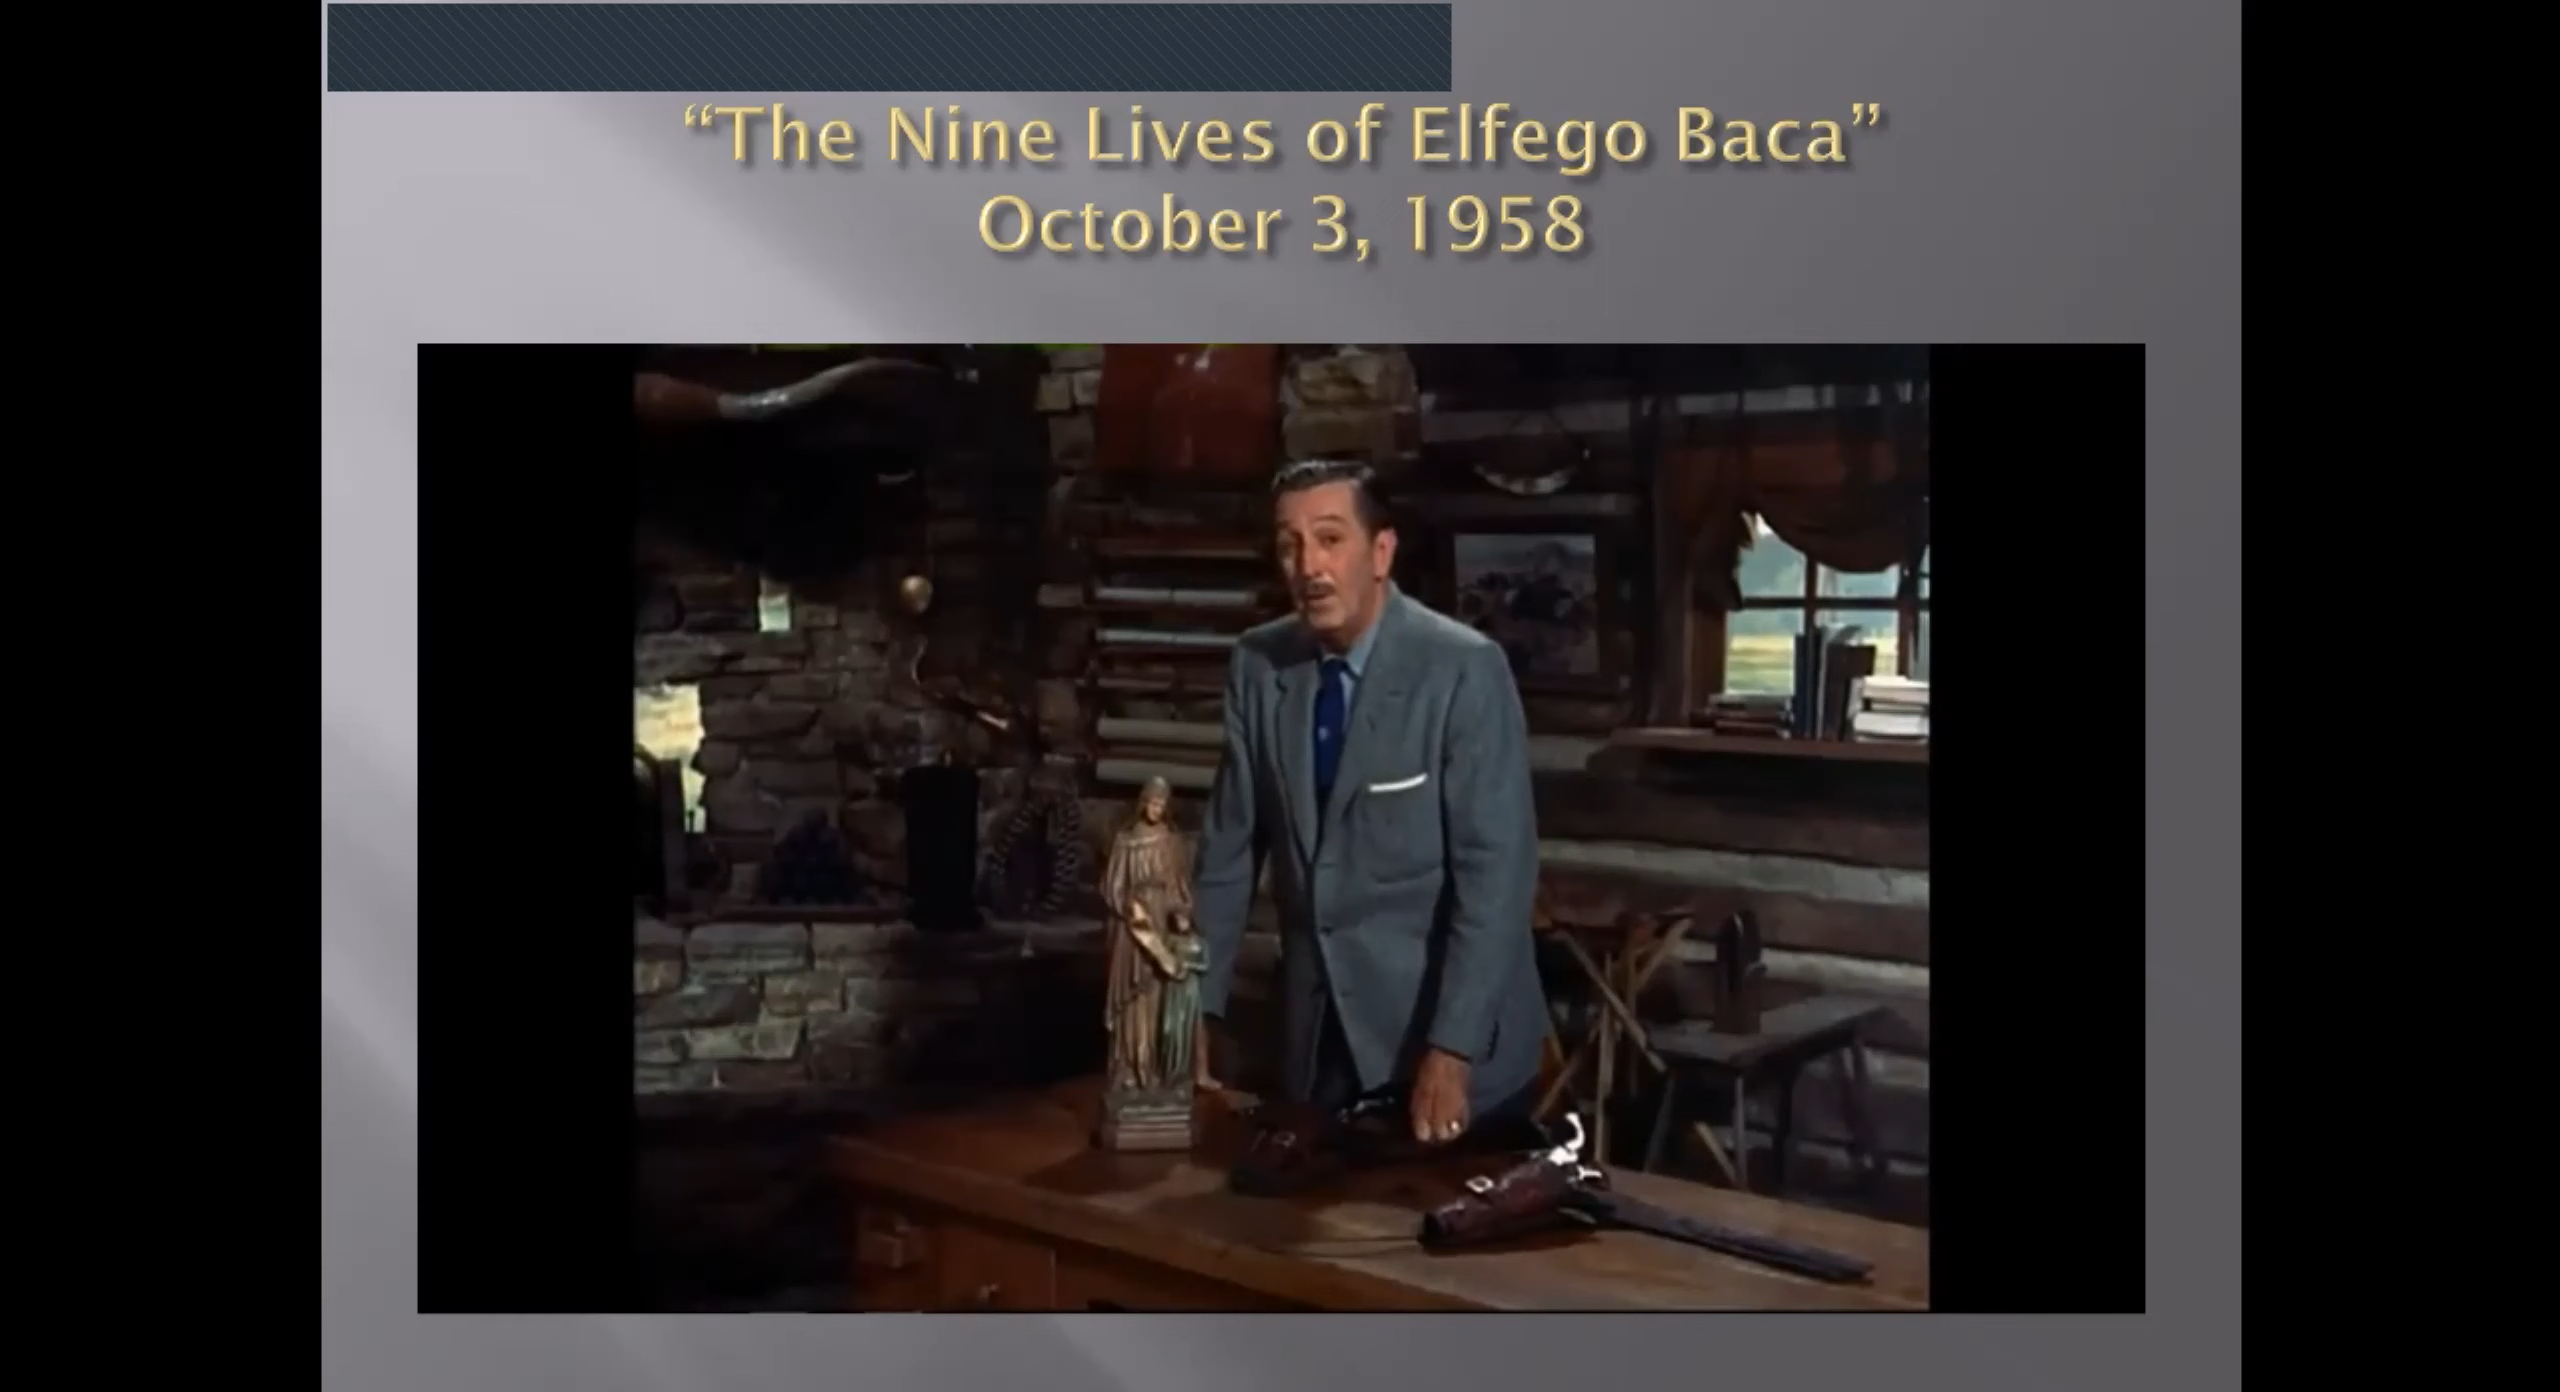 “The Nine Lives of Elfego Baca”
October 3, 1958